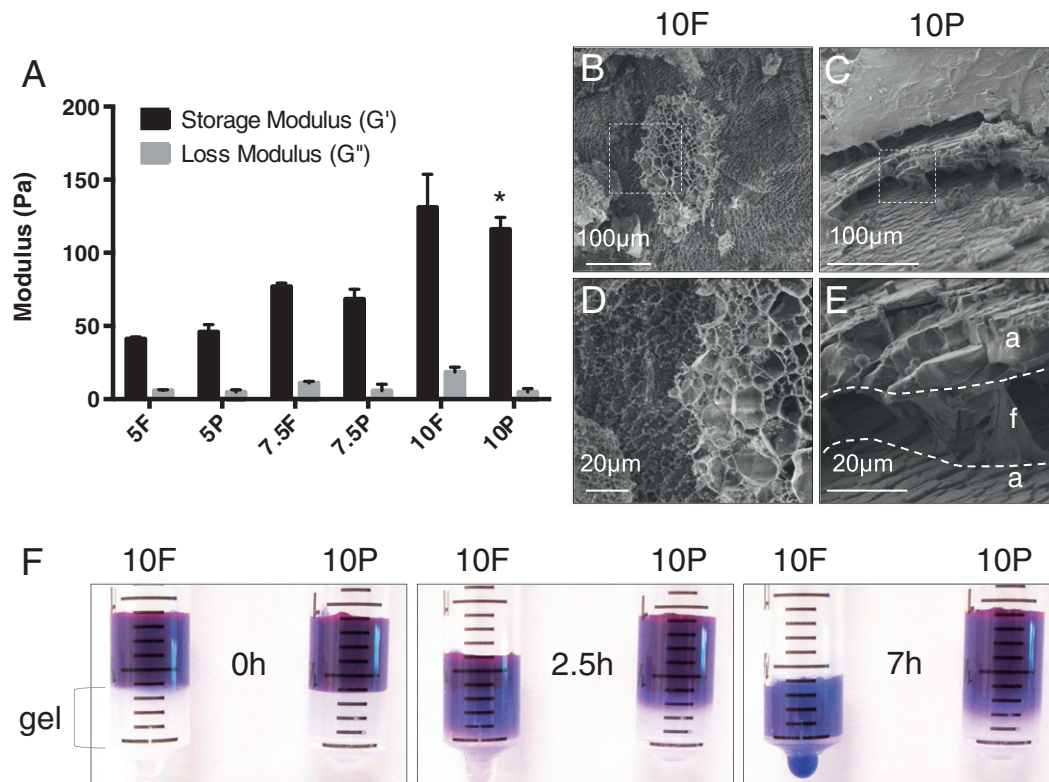 10F 10P
A
200
150
100
50
0
Modulus (Pa)
Storage Modulus (G')
Loss Modulus (G")
*
5F 5P 7.5F 7.5P 10F 10P
B
100µm
C
100µm
D
20µm
E
a
f
a
20µm
F
10F 10P 10F 10P 10F 10P
0h 2.5h 7h
gel